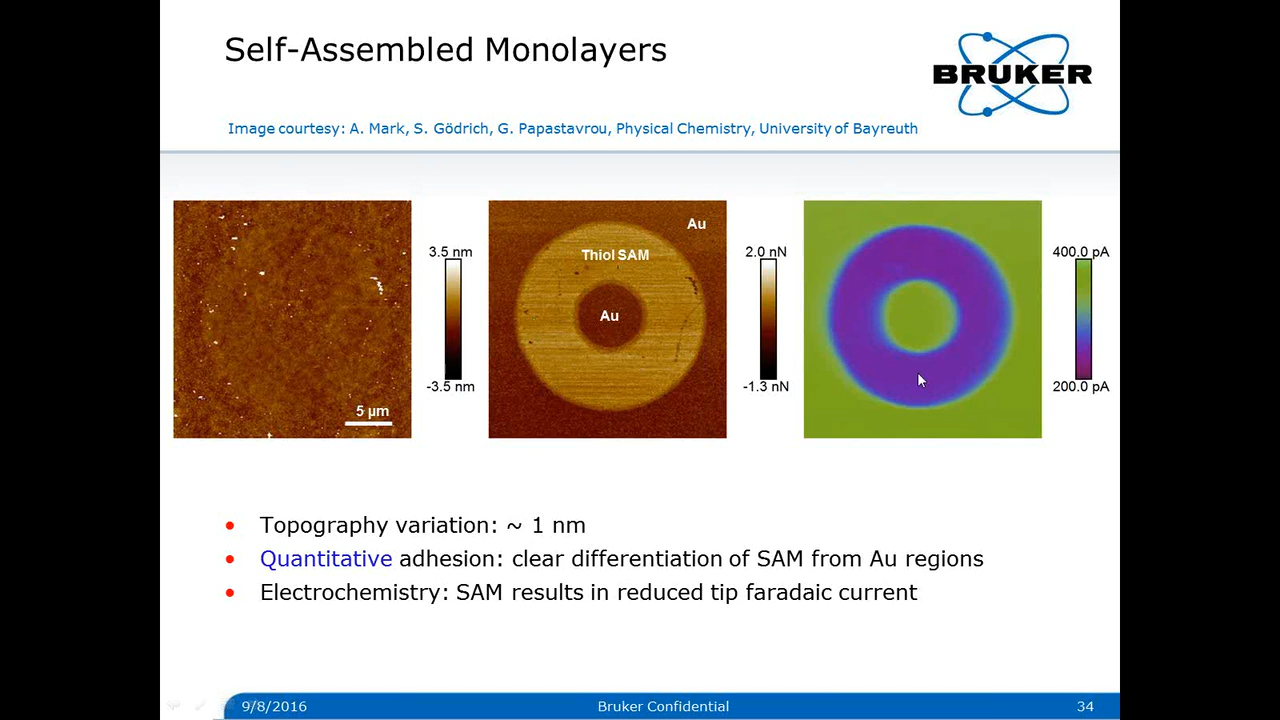 Self-Assembled Monolayers
BRUKER
Image courtesy: A. Mark, S. Gödrich, G. Papastavrou, Physical Chemistry, University of Bayreuth
5 µm
3.5 nm
-3.5 nm
Au
Thiol SAM
Au
2.0 nN
-1.3 nN
400.0 pA
200.0 pA
• Topography variation: ~ 1 nm
• Quantitative adhesion: clear differentiation of SAM from Au regions
• Electrochemistry: SAM results in reduced tip faradaic current
9/8/2016 Bruker Confidential 34